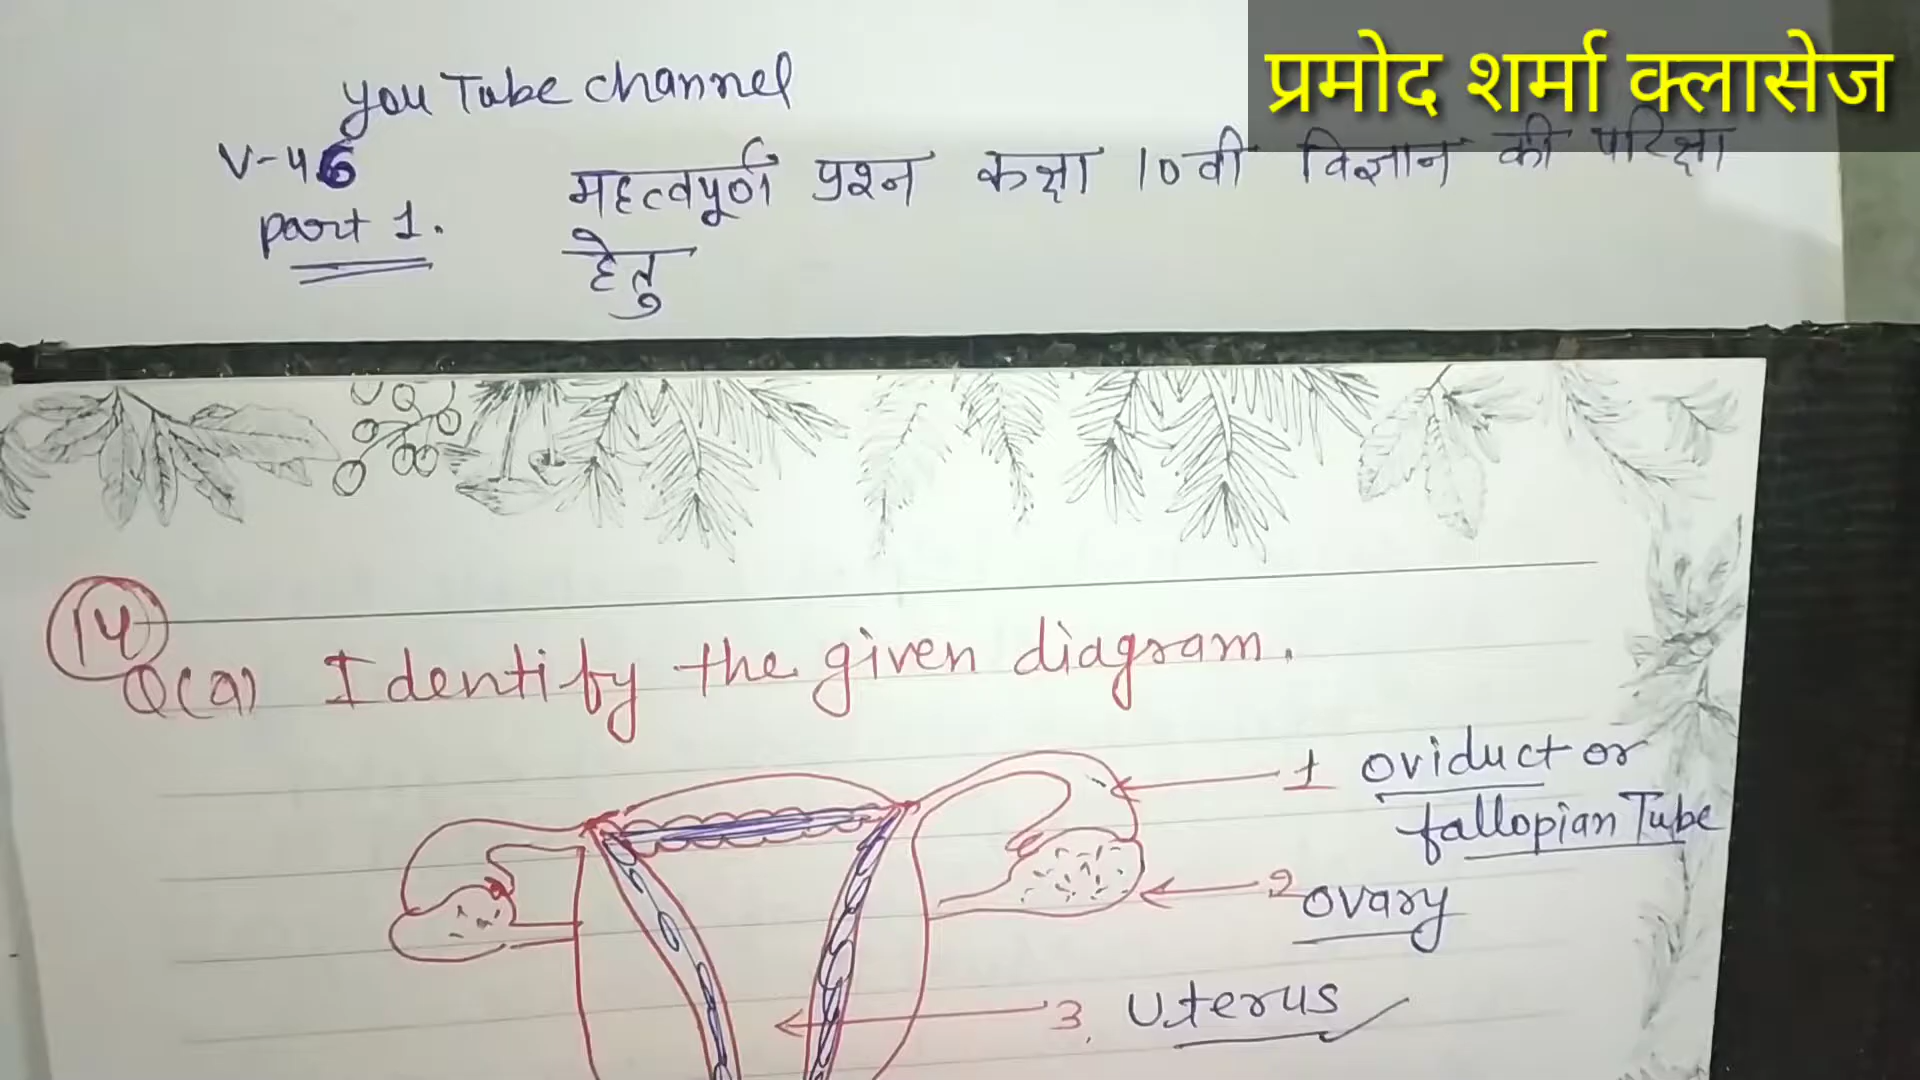 प्रमोद शर्मा क्लासेज
you Tube channel
V-46
part 1.
महत्वपूर्ण प्रश्न कक्षा 10वी विज्ञान की परिक्षा
हेतु
14
Q(a) Identify the given diagram.
1 oviduct or
fallopian Tube
2 ovary
3. Uterus